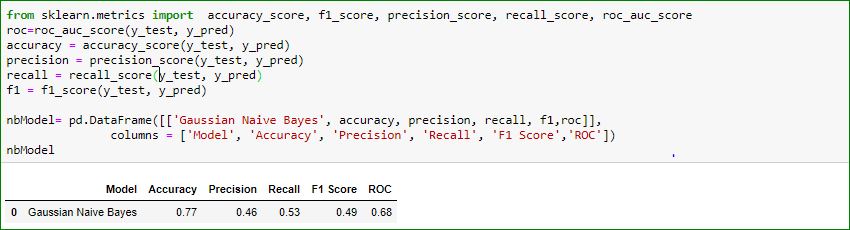 from sklearn.metrics import  accuracy_score, f1_score, precision_score, recall_score, roc_auc_score
roc=roc_auc_score(y_test, y_pred)
accuracy = accuracy_score(y_test, y_pred)
precision = precision_score(y_test, y_pred)
recall = recall_score(y_test, y_pred)
f1 = f1_score(y_test, y_pred)
nbModel= pd.DataFrame([['Gaussian Naive Bayes', accuracy, precision, recall, f1,roc]],
columns = ['Model', 'Accuracy', 'Precision', 'Recall', 'F1 Score','ROC'])
nbModel
Model Accuracy Precision Recall F1 Score ROC
0 Gaussian Naive Bayes 0.77 0.46 0.53 0.49 0.68